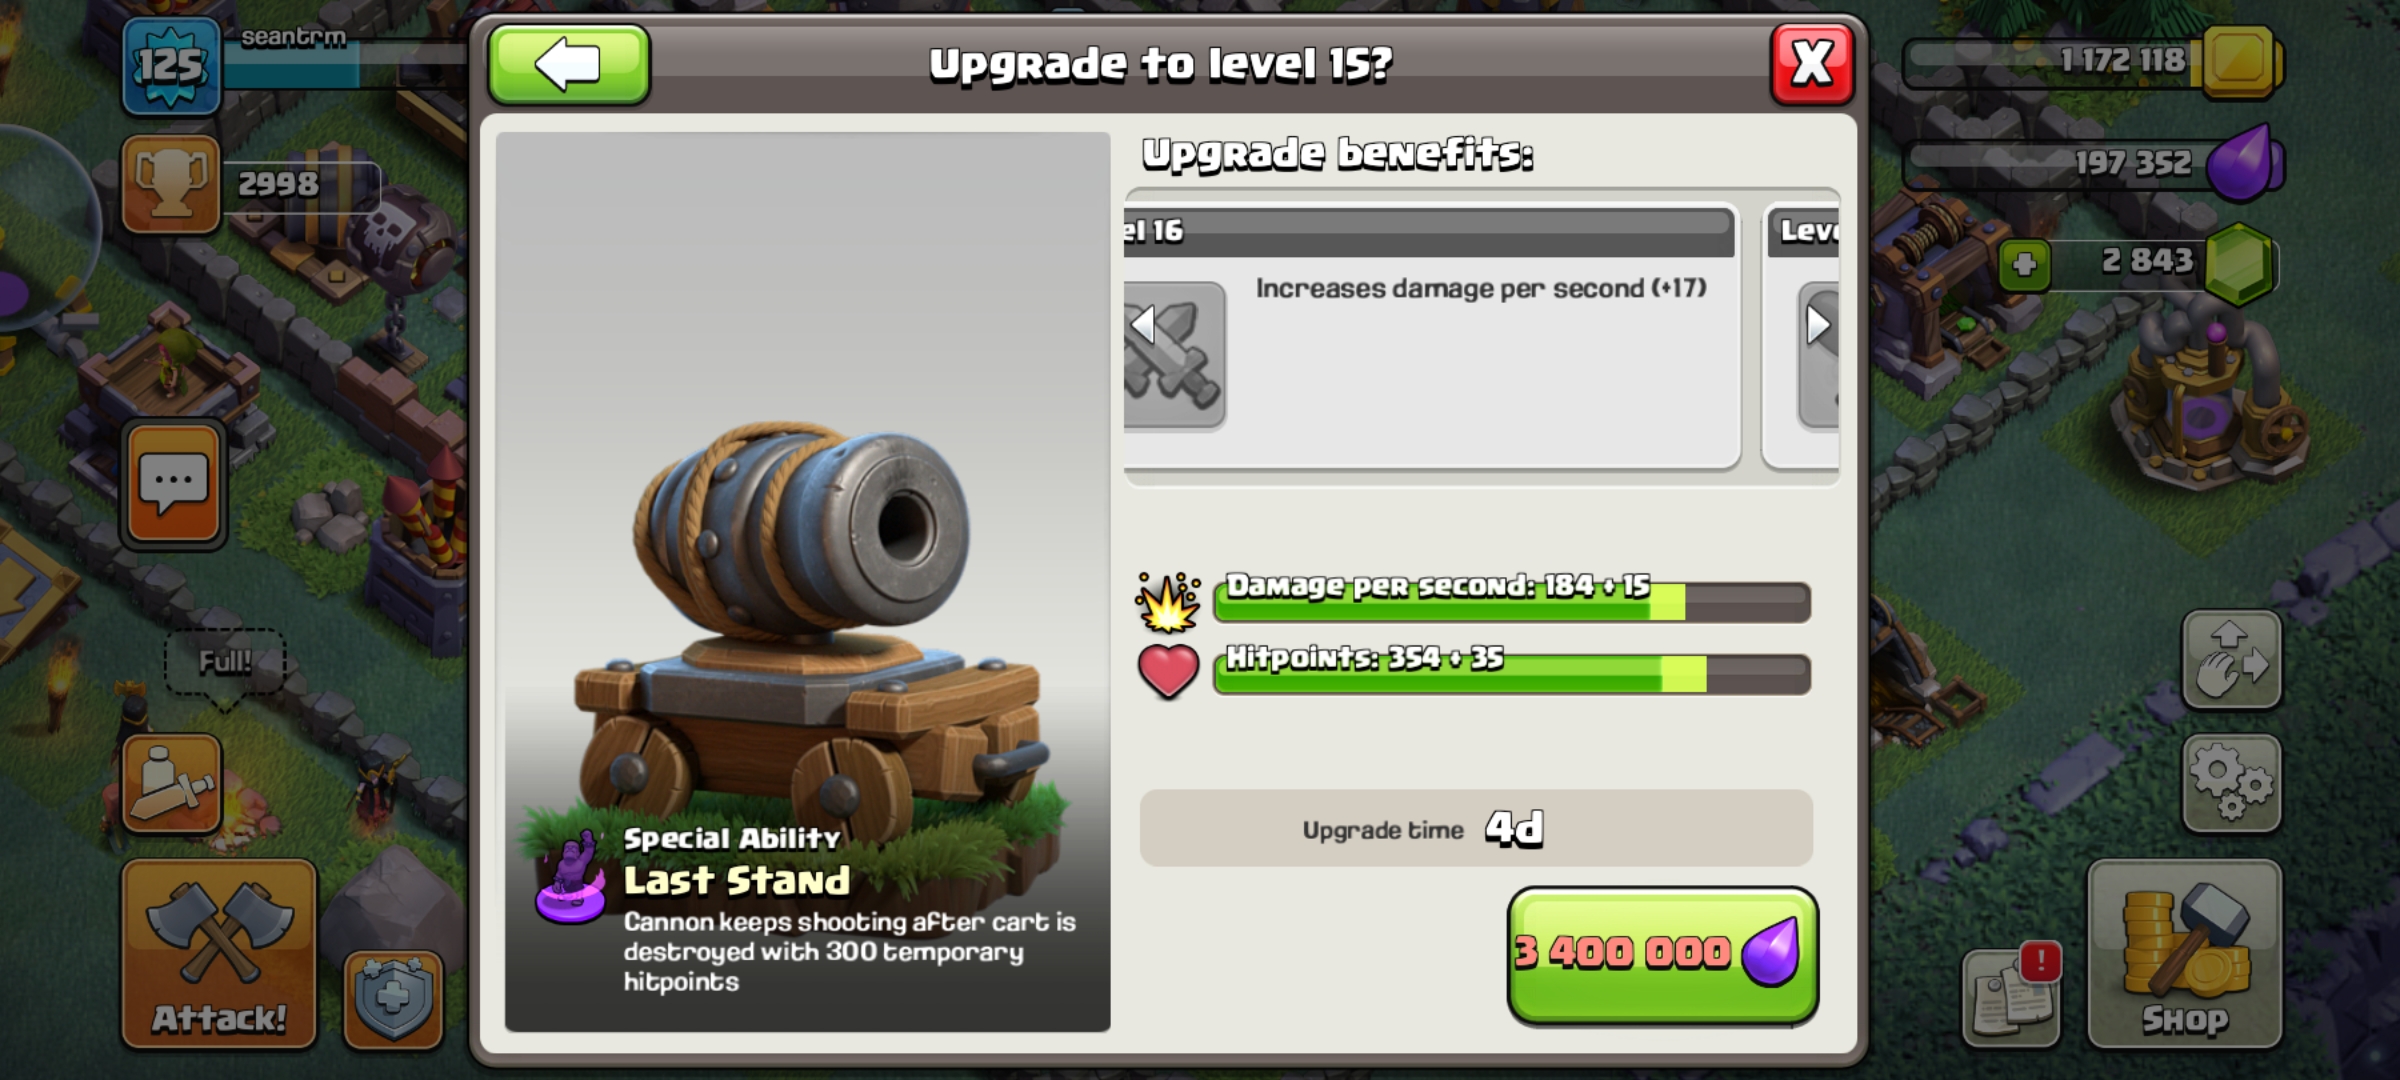 125
seantrm
2998
Full!
Attack!
Upgrade to level 15?
X
Upgrade benefits:
el 16
Increases damage per second (+17)
Leve
Damage per second: 184 + 15
Hitpoints: 354 + 35
Upgrade time 4d
3 400 000
Special Ability
Last Stand
Cannon keeps shooting after cart is
destroyed with 300 temporary
hitpoints
1 172 118
197 352
2 843
!
Shop